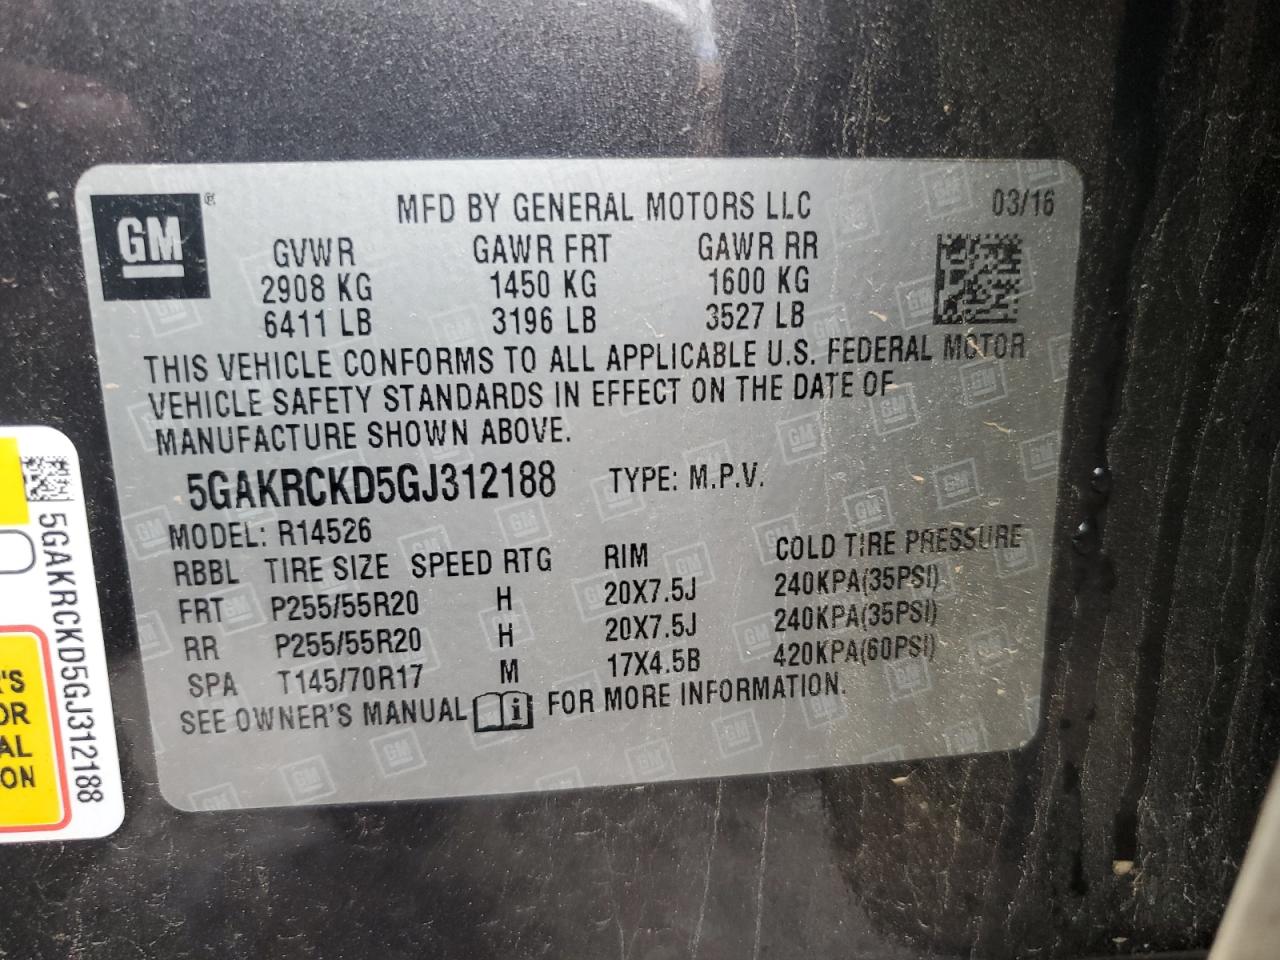 GM®
MFD BY GENERAL MOTORS LLC 03/16
GVWR GAWR FRT GAWR RR
2908 KG 1450 KG 1600 KG
6411 LB 3196 LB 3527 LB
THIS VEHICLE CONFORMS TO ALL APPLICABLE U.S. FEDERAL MOTOR
VEHICLE SAFETY STANDARDS IN EFFECT ON THE DATE OF
MANUFACTURE SHOWN ABOVE.
5GAKRCKD5GJ312188 TYPE: M.P.V.
MODEL: R14526
RBBL TIRE SIZE SPEED RTG RIM COLD TIRE PRESSURE
FRT P255/55R20 H 20X7.5J 240KPA(35PSI)
RR P255/55R20 H 20X7.5J 240KPA(35PSI)
SPA T145/70R17 M 17X4.5B 420KPA(60PSI)
SEE OWNER'S MANUAL i FOR MORE INFORMATION.
5GAKRCKD5GJ312188
'S
OR
AL
ON